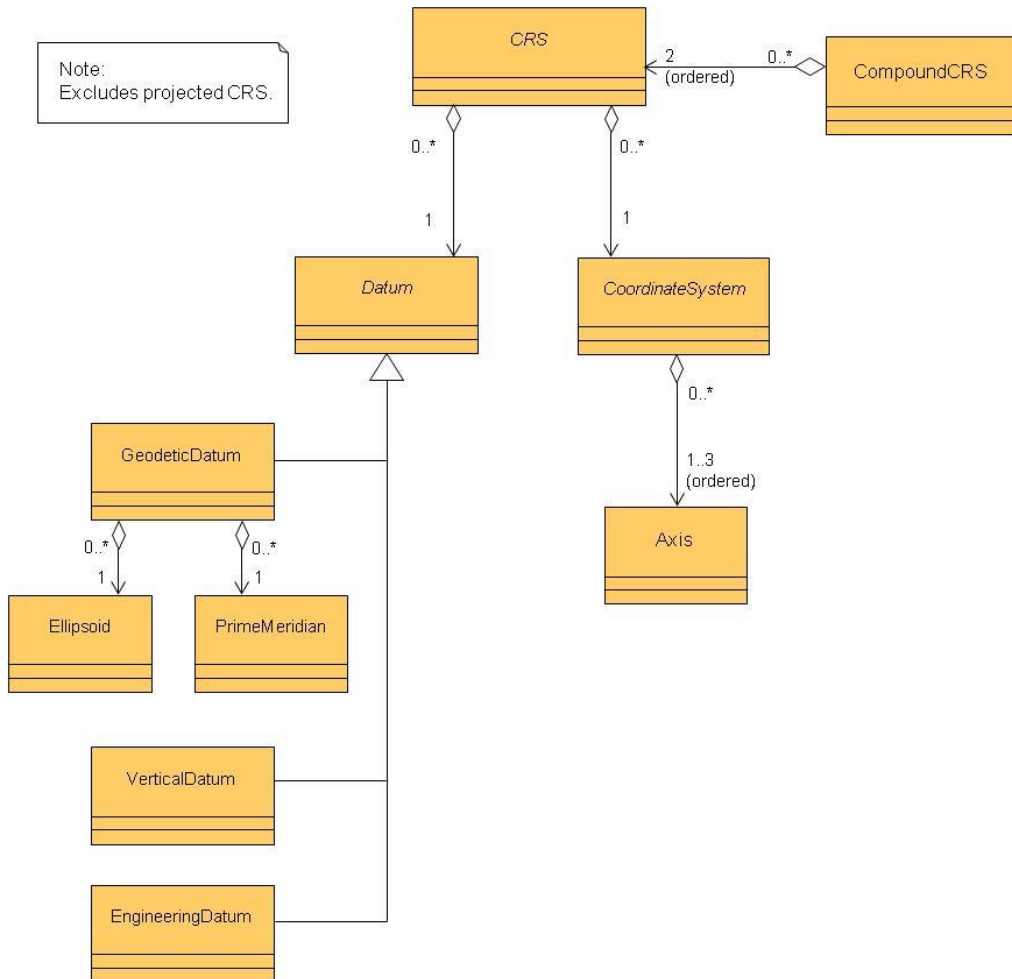 CRS
Note:
Excludes projected CRS.
2
(ordered)
0..*
CompoundCRS
0..*
0..*
1
1
Datum
CoordinateSystem
0..*
GeodeticDatum
1..3
(ordered)
Axis
0..*
0..*
1
1
Ellipsoid
PrimeMeridian
VerticalDatum
EngineeringDatum